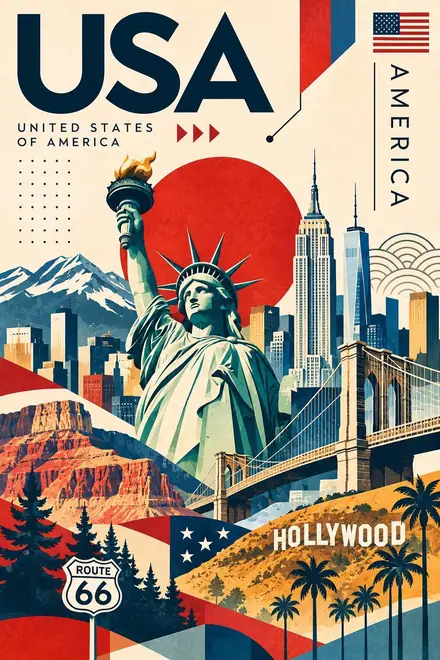 USA
UNITED STATES
OF AMERICA
AMERICA
HOLLYWOOD
ROUTE
66